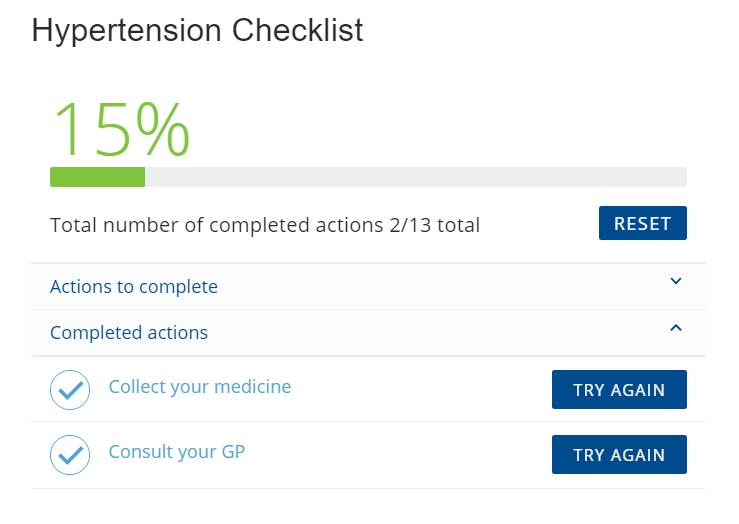 Hypertension Checklist
15%
Total number of completed actions 2/13 total
RESET
Actions to complete
Completed actions
Collect your medicine
TRY AGAIN
Consult your GP
TRY AGAIN